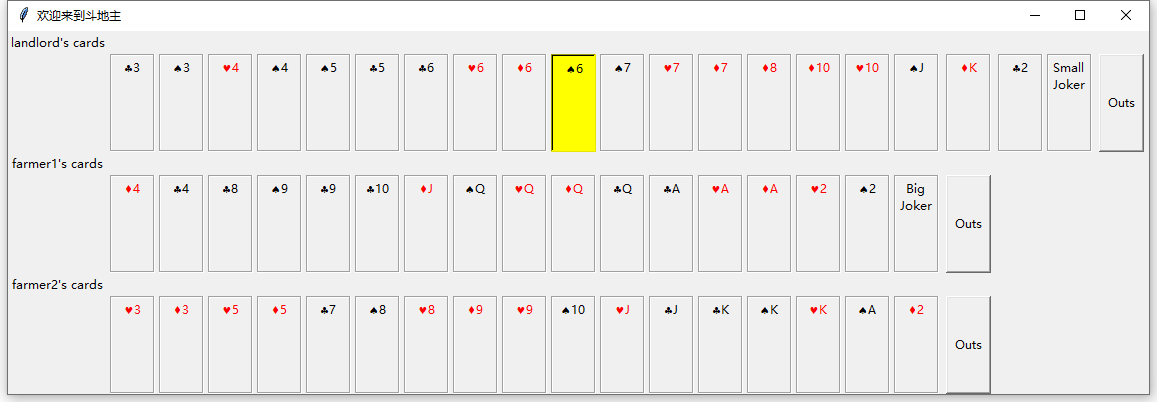 欢迎来到斗地主
landlord's cards
♣3 ♠3 ♥4 ♠4 ♠5 ♣5 ♣6 ♥6 ♦6 ♠6 ♠7 ♥7 ♦7 ♦8 ♦10 ♥10 ♠J ♦K ♣2 Small Joker Outs
farmer1's cards
♦4 ♣4 ♣8 ♠9 ♣9 ♣10 ♦J ♠Q ♥Q ♦Q ♣Q ♣A ♥A ♦A ♥2 ♠2 Big Joker Outs
farmer2's cards
♥3 ♦3 ♥5 ♦5 ♣7 ♠8 ♥8 ♦9 ♥9 ♠10 ♥J ♣J ♣K ♠K ♥K ♠A ♦2 Outs